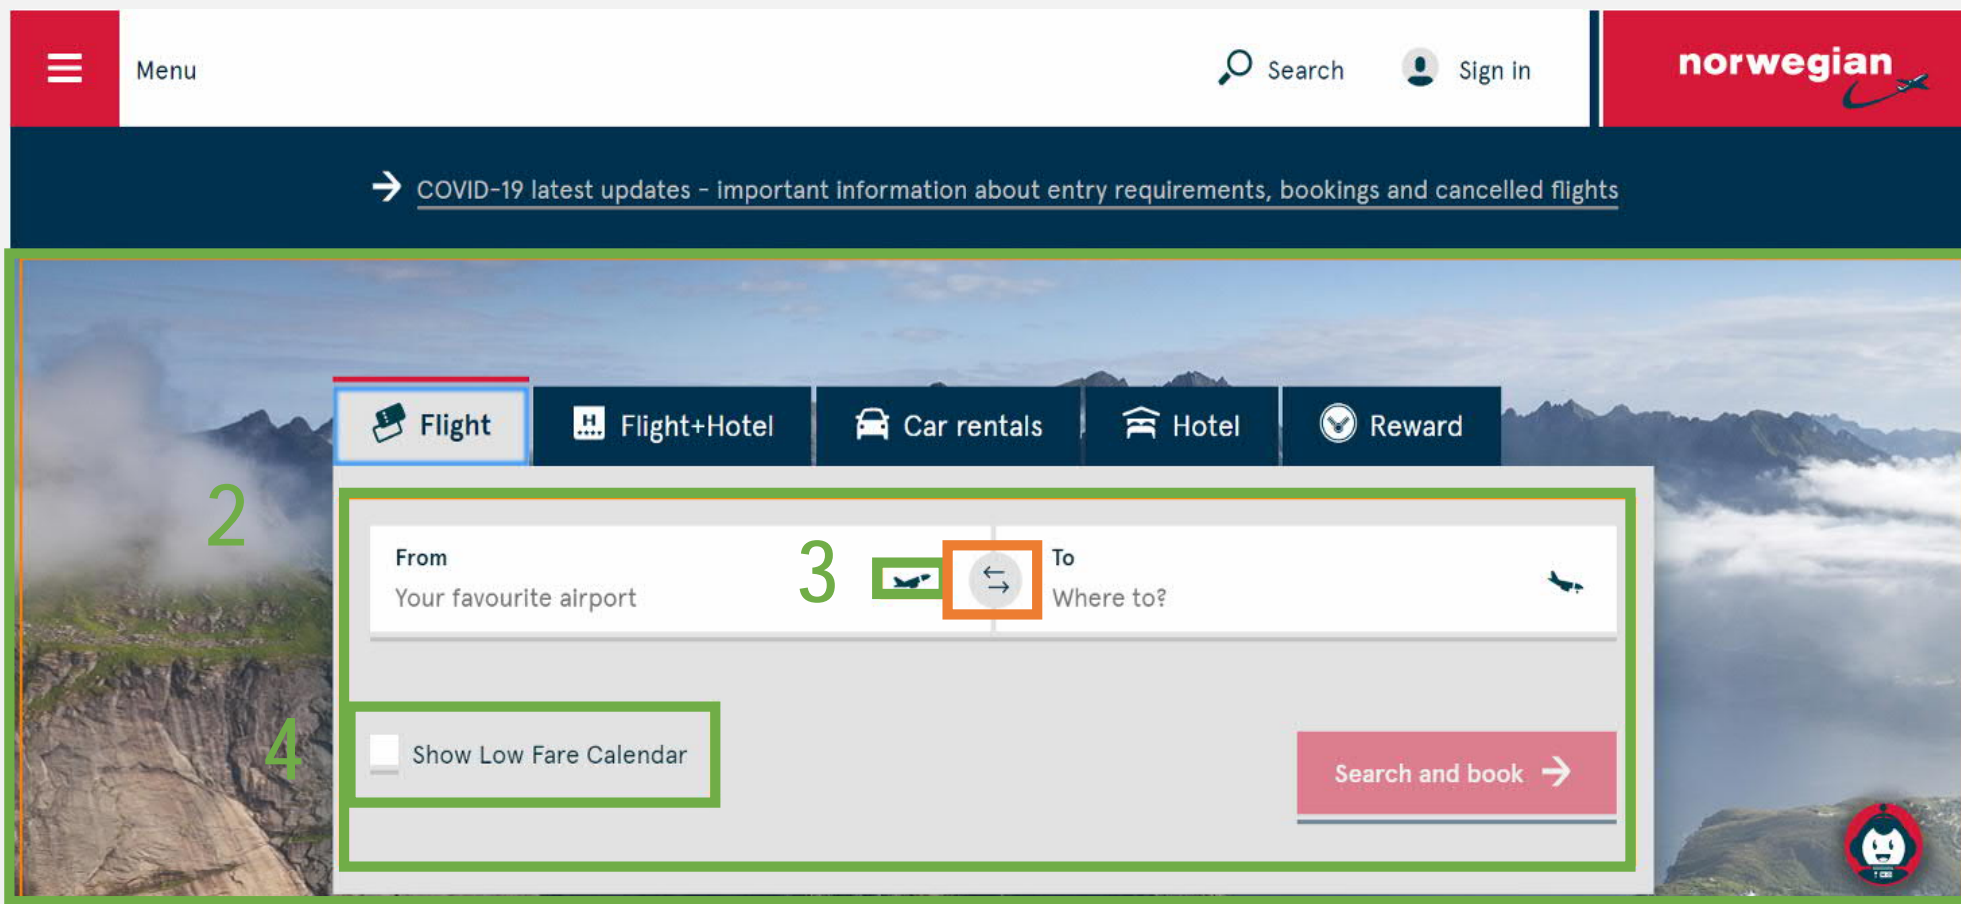 Menu
Search
Sign in
norwegian
COVID-19 latest updates - important information about entry requirements, bookings and cancelled flights
Flight
Flight+Hotel
Car rentals
Hotel
Reward
2
From
Your favourite airport
3
To
Where to?
4
Show Low Fare Calendar
Search and book